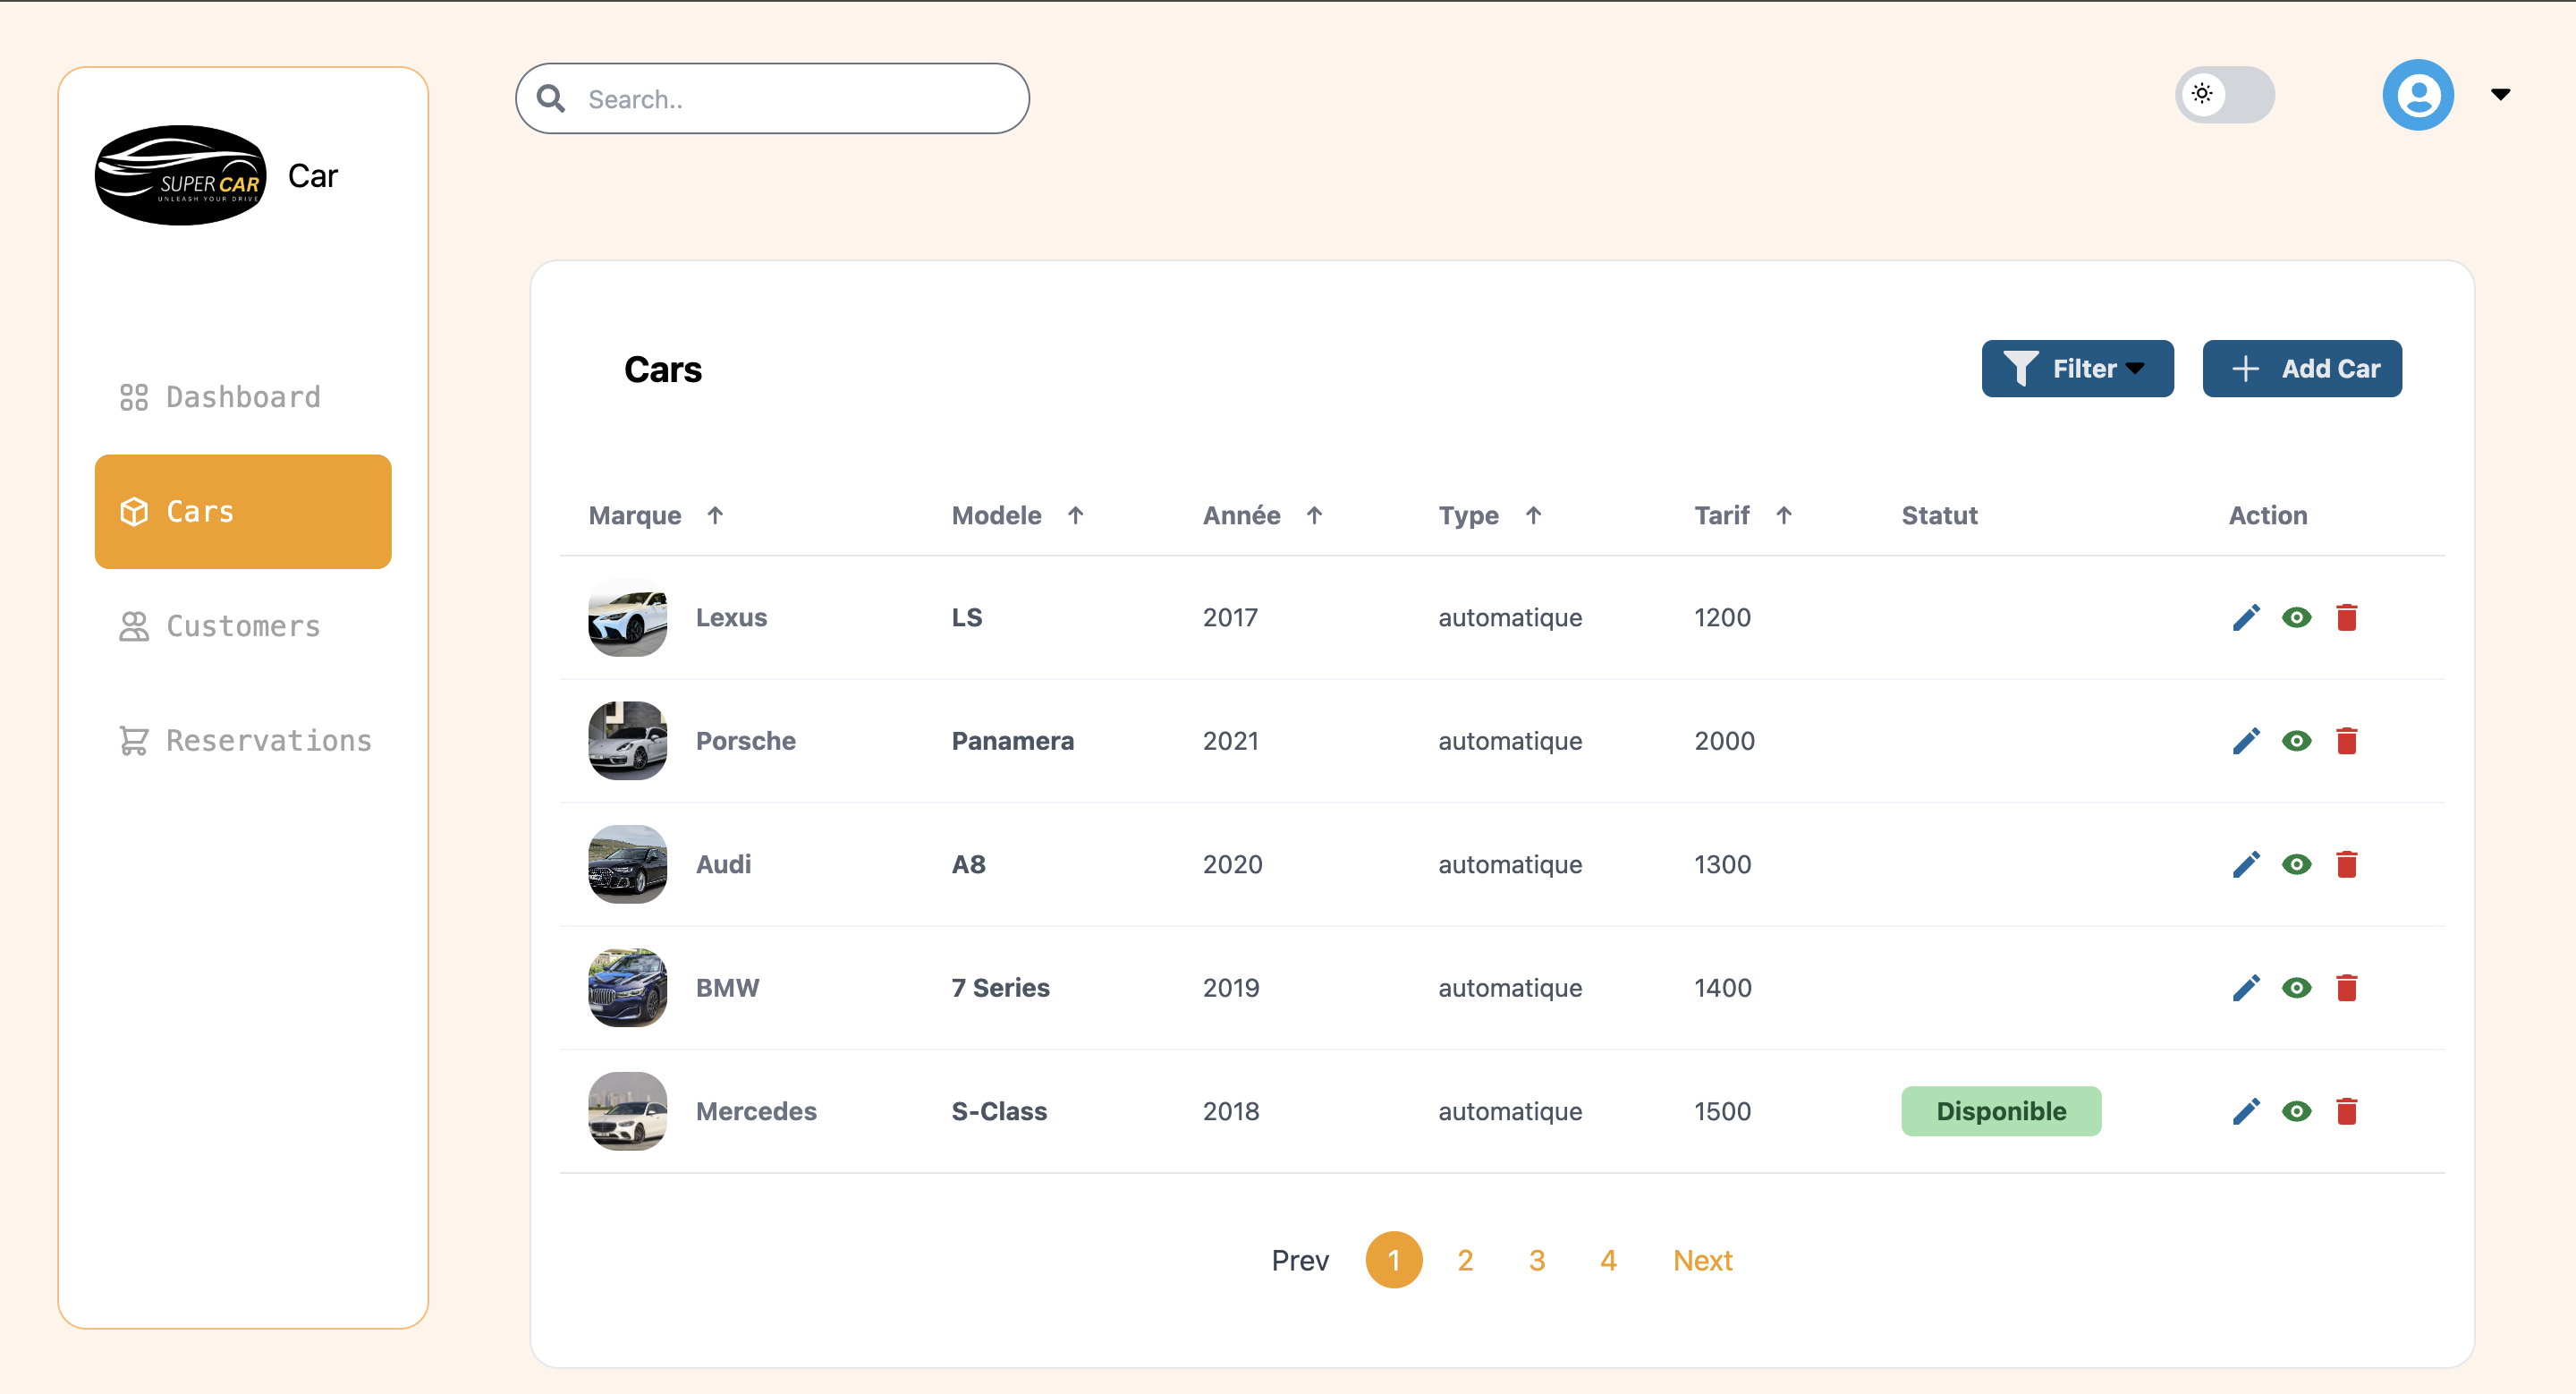 SUPER CAR
UNLEASH YOUR DRIVE
Car
Search..
Dashboard
Cars
Customers
Reservations
Cars
Filter
Add Car
Marque Modele Année Type Tarif Statut Action
Lexus LS 2017 automatique 1200
Porsche Panamera 2021 automatique 2000
Audi A8 2020 automatique 1300
BMW 7 Series 2019 automatique 1400
Mercedes S-Class 2018 automatique 1500 Disponible
Prev 1 2 3 4 Next